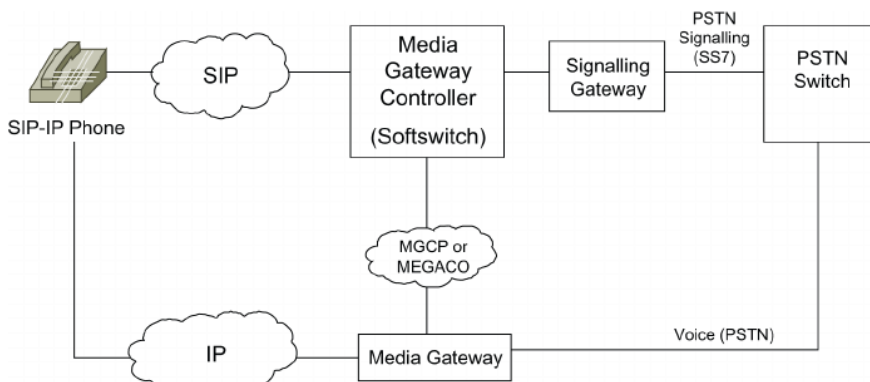 SIP-IP Phone
SIP
Media
Gateway
Controller
(Softswitch)
Signalling
Gateway
PSTN
Signalling
(SS7)
PSTN
Switch
MGCP or
MEGACO
IP
Media Gateway
Voice (PSTN)